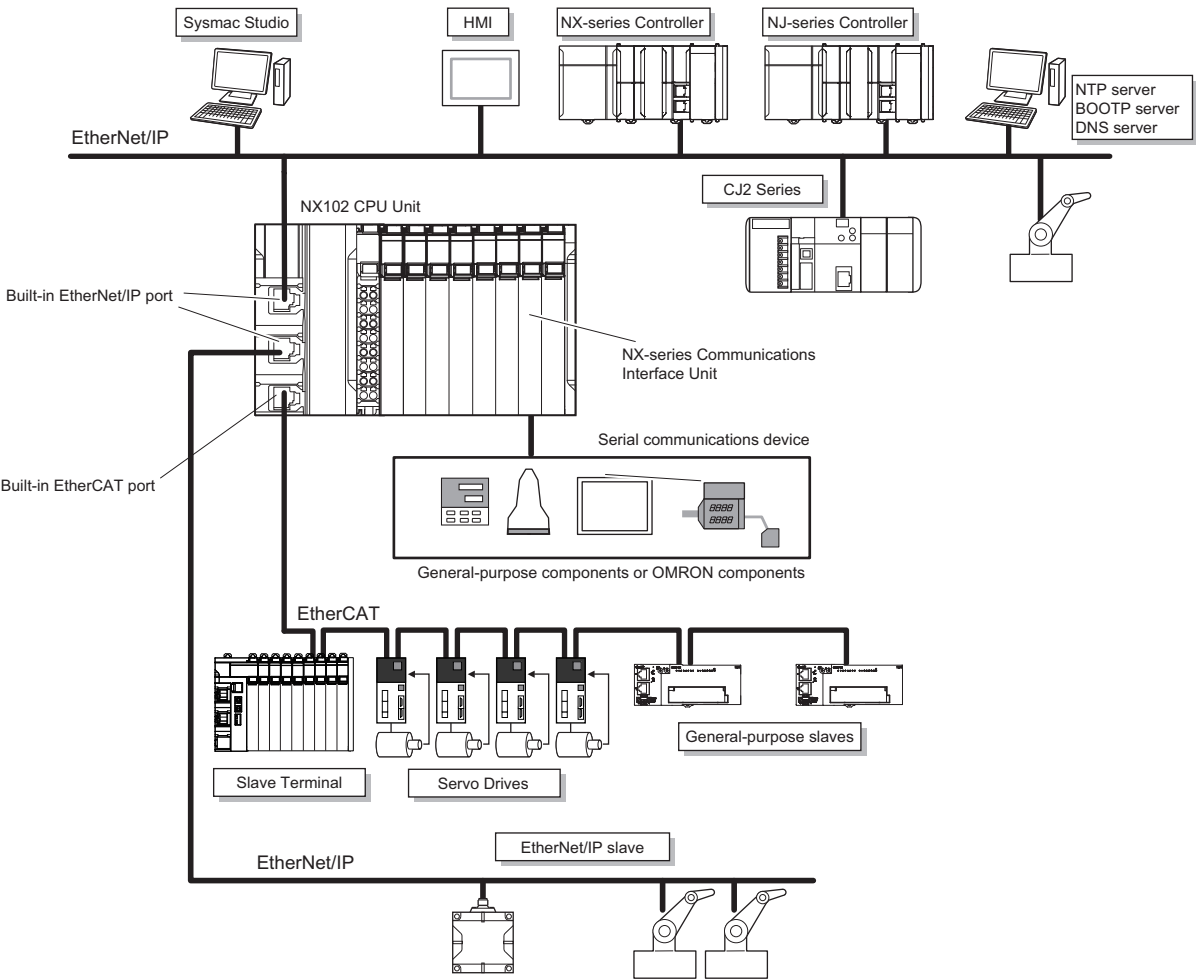 Sysmac Studio
HMI
NX-series Controller
NJ-series Controller
NTP server
BOOTP server
DNS server
EtherNet/IP
CJ2 Series
NX102 CPU Unit
Built-in EtherNet/IP port
NX-series Communications
Interface Unit
Serial communications device
Built-in EtherCAT port
8888
8888
General-purpose components or OMRON components
EtherCAT
General-purpose slaves
Slave Terminal
Servo Drives
EtherNet/IP slave
EtherNet/IP